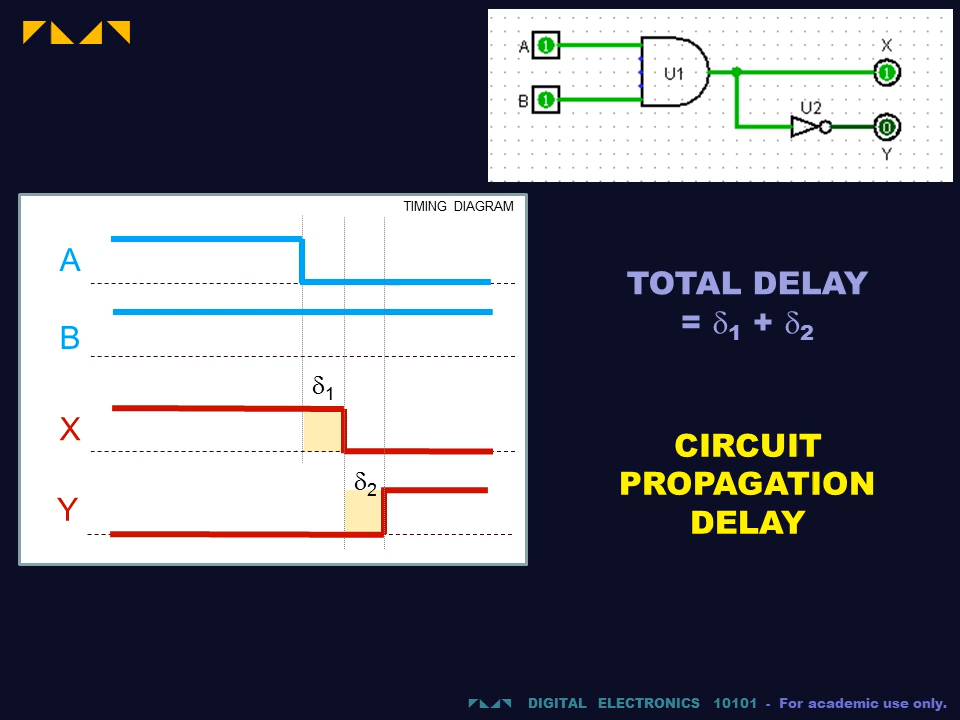 A 1
U1
X
1
B 1
U2
0
Y
TIMING DIAGRAM
A
B
δ1
X
δ2
Y
TOTAL DELAY
= δ1 + δ2
CIRCUIT
PROPAGATION
DELAY
DIGITAL ELECTRONICS 10101 - For academic use only.